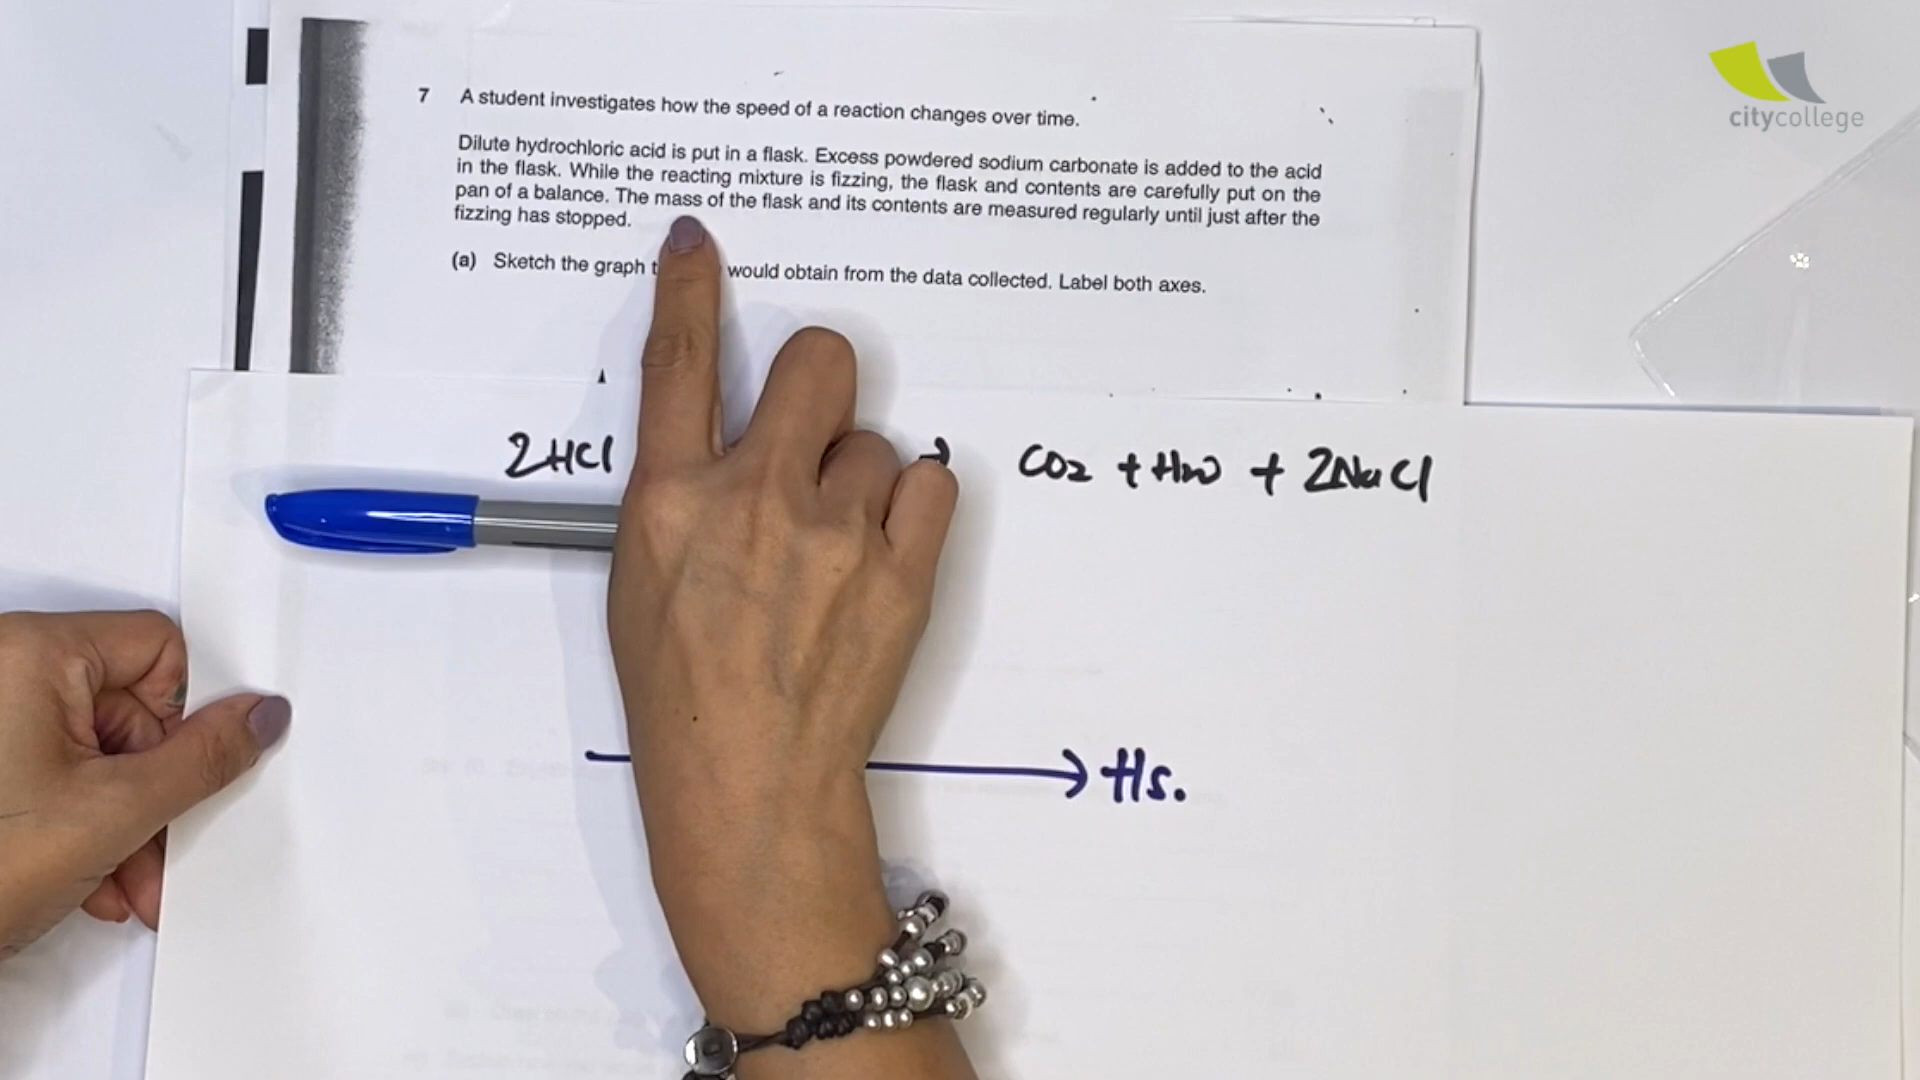 citycollege
7 A student investigates how the speed of a reaction changes over time.
Dilute hydrochloric acid is put in a flask. Excess powdered sodium carbonate is added to the acid
in the flask. While the reacting mixture is fizzing, the flask and contents are carefully put on the
pan of a balance. The mass of the flask and its contents are measured regularly until just after the
fizzing has stopped.
(a) Sketch the graph would obtain from the data collected. Label both axes.
2HCl → CO2 + H2O + 2NaCl